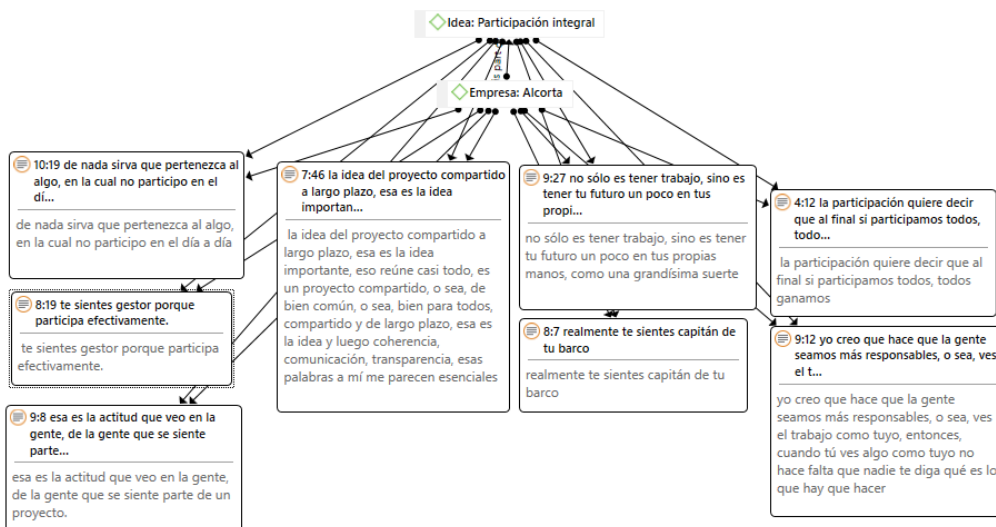 Idea: Participación integral
is part
Empresa: Alcorta
10:19 de nada sirva que pertenezca al
algo, en la cual no participo en el
dí...
de nada sirva que pertenezca al algo,
en la cual no participo en el día a día
8:19 te sientes gestor porque
participa efectivamente.
te sientes gestor porque participa
efectivamente.
9:8 esa es la actitud que veo en la
gente, de la gente que se siente
parte...
esa es la actitud que veo en la gente,
de la gente que se siente parte de un
proyecto.
7:46 la idea del proyecto compartido
a largo plazo, esa es la idea
importan...
la idea del proyecto compartido a
largo plazo, esa es la idea
importante, eso reúne casi todo, es
un proyecto compartido, o sea, de
bien común, o sea, bien para todos,
compartido y de largo plazo, esa es
la idea y luego coherencia,
comunicación, transparencia, esas
palabras a mí me parecen esenciales
9:27 no sólo es tener trabajo, sino es
tener tu futuro un poco en tus
propi...
no sólo es tener trabajo, sino es tener
tu futuro un poco en tus propias
manos, como una grandísima suerte
8:7 realmente te sientes capitán de
tu barco
realmente te sientes capitán de tu
barco
4:12 la participación quiere decir
que al final si participamos todos,
todo...
la participación quiere decir que al
final si participamos todos, todos
ganamos
9:12 yo creo que hace que la gente
seamos más responsables, o sea, ves
el t...
yo creo que hace que la gente
seamos más responsables, o sea, ves
el trabajo como tuyo, entonces,
cuando tú ves algo como tuyo no
hace falta que nadie te diga qué es lo
que hay que hacer